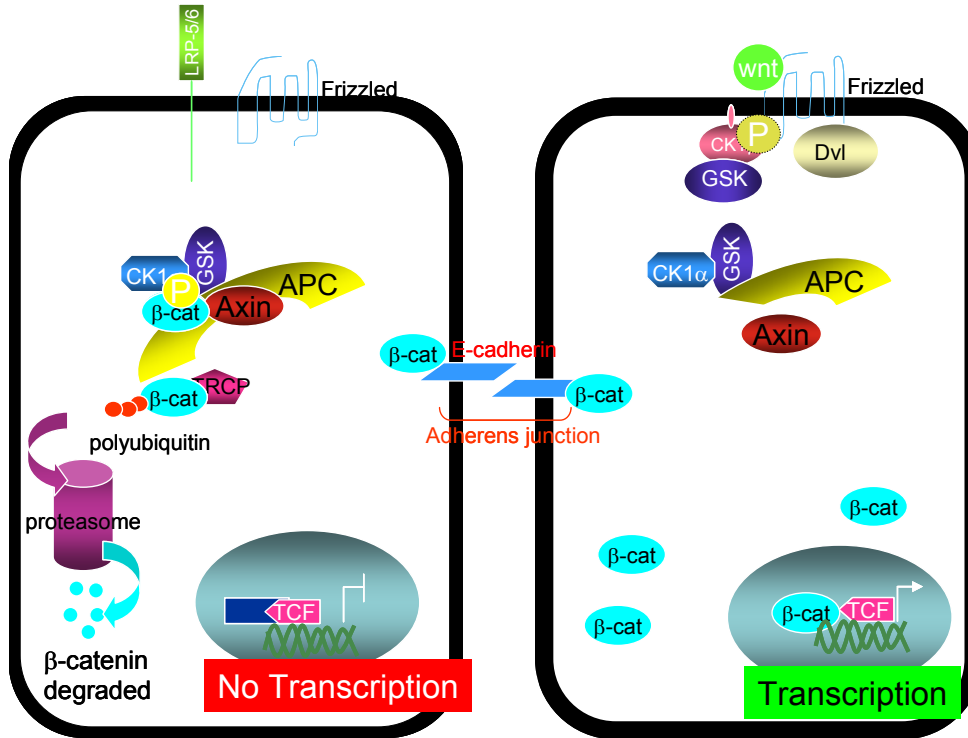 LRP-5/6
Frizzled
CK1
GSK
P
β-cat
Axin
APC
β-cat
TRCP
polyubiquitin
proteasome
β-catenin
degraded
TCF
No Transcription
β-cat
E-cadherin
β-cat
Adherens junction
wnt
Frizzled
P
Dvl
GSK
CK1α
GSK
APC
Axin
β-cat
β-cat
β-cat
β-cat
TCF
Transcription